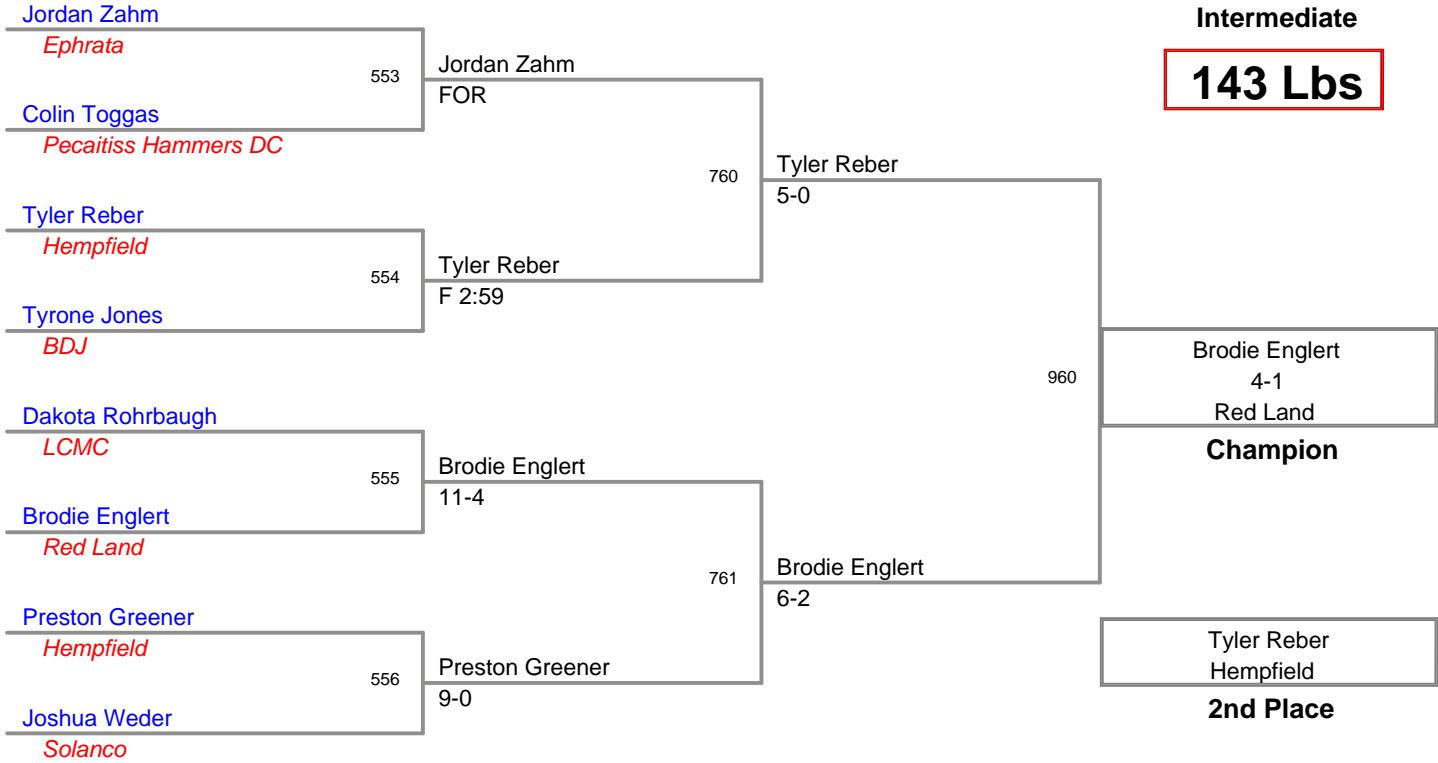 Jordan Zahm
Ephrata
553
Colin Toggas
Pecaitiss Hammers DC
Jordan Zahm
FOR
Tyler Reber
Hempfield
554
Tyrone Jones
BDJ
Tyler Reber
F 2:59
760
Tyler Reber
5-0
Dakota Rohrbaugh
LCMC
555
Brodie Englert
Red Land
Brodie Englert
11-4
Preston Greener
Hempfield
556
Joshua Weder
Solanco
Preston Greener
9-0
761
Brodie Englert
6-2
960
Intermediate
143 Lbs
Brodie Englert
4-1
Red Land
Champion
Tyler Reber
Hempfield
2nd Place